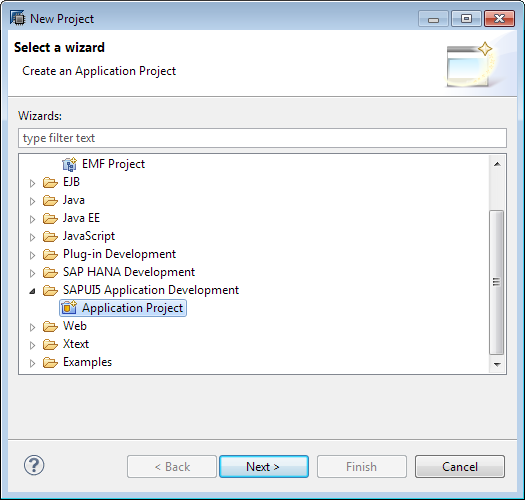 New Project
Select a wizard
Create an Application Project
Wizards:
type filter text
EMF Project
EJB
Java
Java EE
JavaScript
Plug-in Development
SAP HANA Development
SAPUI5 Application Development
Application Project
Web
Xtext
Examples
?
< Back
Next >
Finish
Cancel